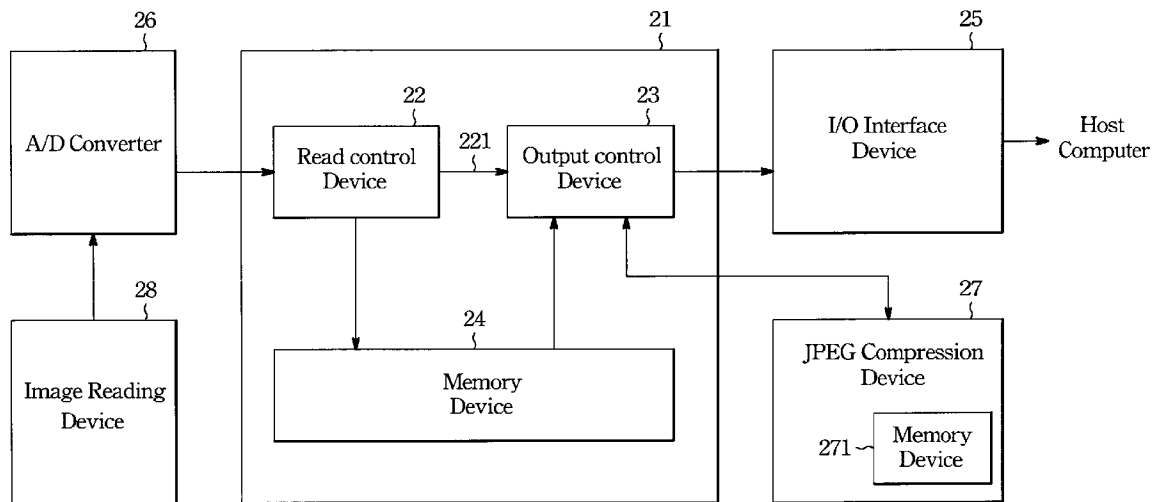 26
21
25
A/D Converter
22
Read control
Device
221
23
Output control
Device
I/O Interface
Device
Host
Computer
28
Image Reading
Device
24
Memory
Device
27
JPEG Compression
Device
271
Memory
Device